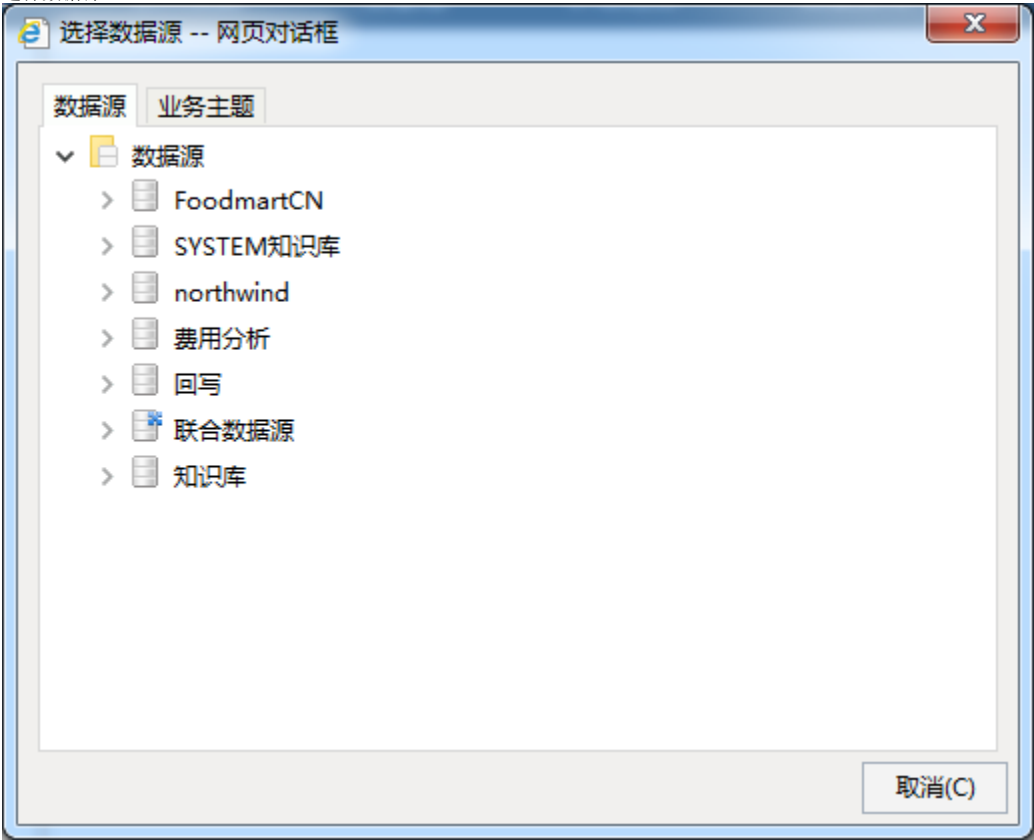 选择数据源 -- 网页对话框
数据源 业务主题
数据源
FoodmartCN
SYSTEM知识库
northwind
费用分析
回写
联合数据源
知识库
取消(C)